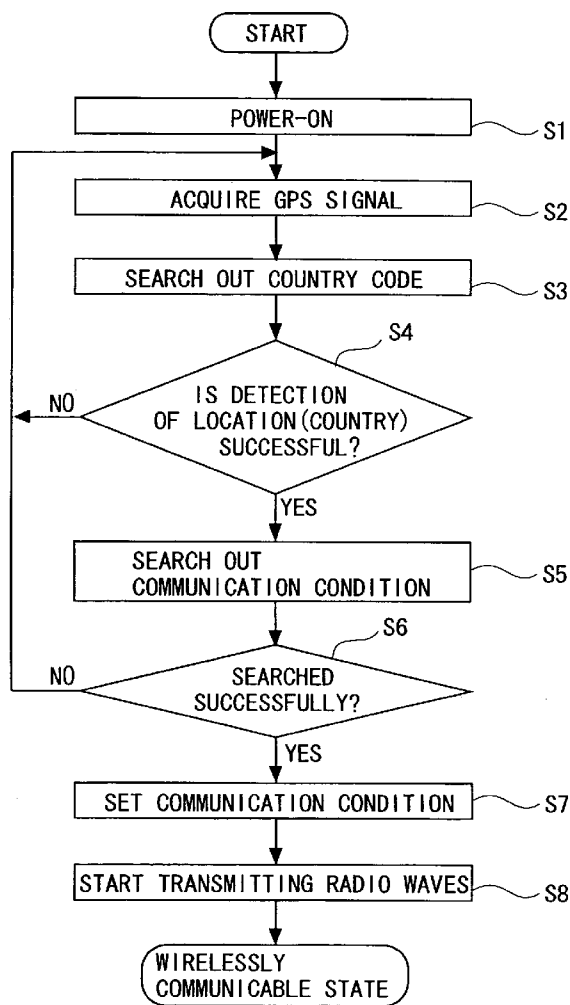 START
POWER-ON
S1
ACQUIRE GPS SIGNAL
S2
SEARCH OUT COUNTRY CODE
S3
S4
IS DETECTION
OF LOCATION(COUNTRY)
SUCCESSFUL?
NO
YES
SEARCH OUT
COMMUNICATION CONDITION
S5
S6
SEARCHED
SUCCESSFULLY?
NO
YES
SET COMMUNICATION CONDITION
S7
START TRANSMITTING RADIO WAVES
S8
WIRELESSLY
COMMUNICABLE STATE